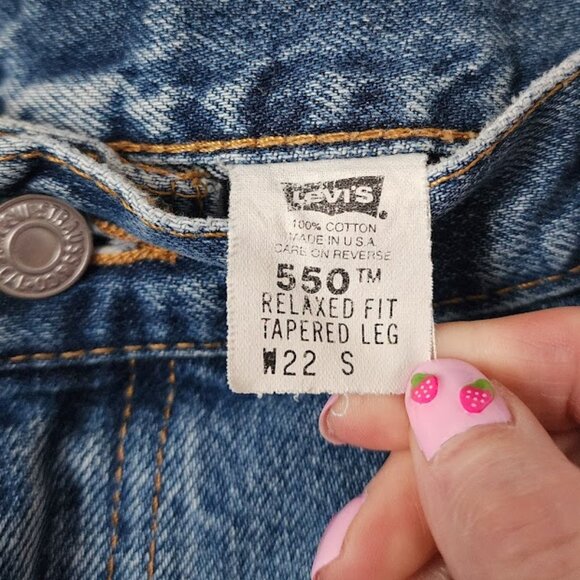 Levi's
100% COTTON
MADE IN U.S.A.
CARE ON REVERSE
550™
RELAXED FIT
TAPERED LEG
W22 S